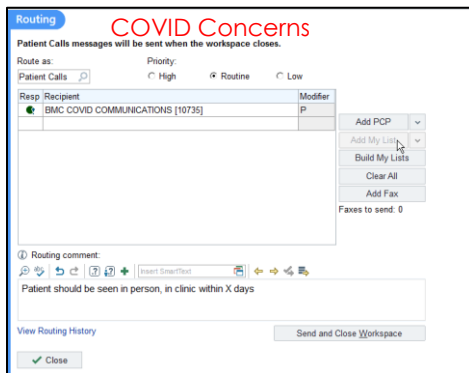 Routing
COVID Concerns
Patient Calls messages will be sent when the workspace closes.
Route as: Priority:
Patient Calls High Routine Low
Resp Recipient Modifier
BMC COVID COMMUNICATIONS [10735] P
Add PCP
Add My List
Build My Lists
Clear All
Add Fax
Faxes to send: 0
Routing comment:
Insert SmartText
Patient should be seen in person, in clinic within X days
View Routing History Send and Close Workspace
Close